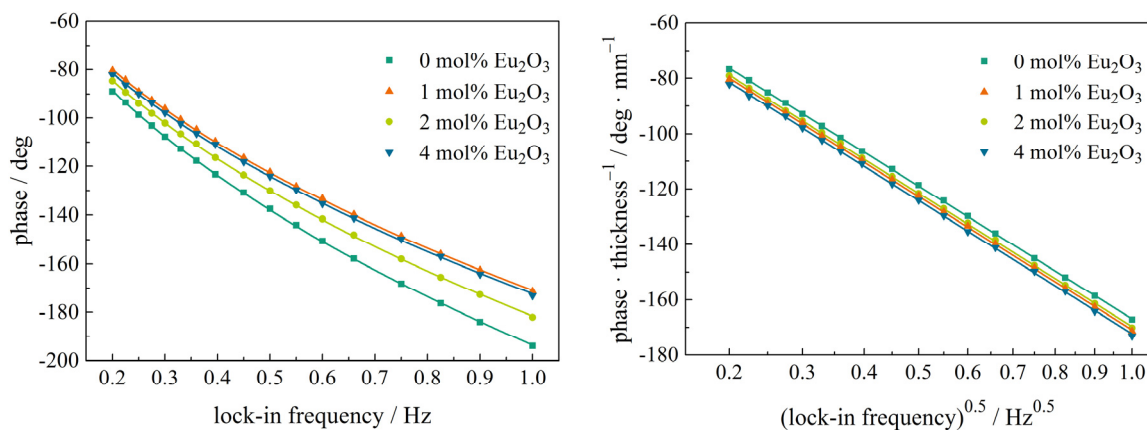 -60
-80
-100
-120
-140
-160
-180
-200
phase / deg
0 mol% Eu₂O₃
1 mol% Eu₂O₃
2 mol% Eu₂O₃
4 mol% Eu₂O₃
0.2 0.3 0.4 0.5 0.6 0.7 0.8 0.9 1.0
lock-in frequency / Hz
-60
-80
-100
-120
-140
-160
-180
phase · thickness⁻¹ / deg · mm⁻¹
0 mol% Eu₂O₃
1 mol% Eu₂O₃
2 mol% Eu₂O₃
4 mol% Eu₂O₃
0.2 0.3 0.4 0.5 0.6 0.7 0.8 0.9 1.0
(lock-in frequency)⁰·⁵ / Hz⁰·⁵